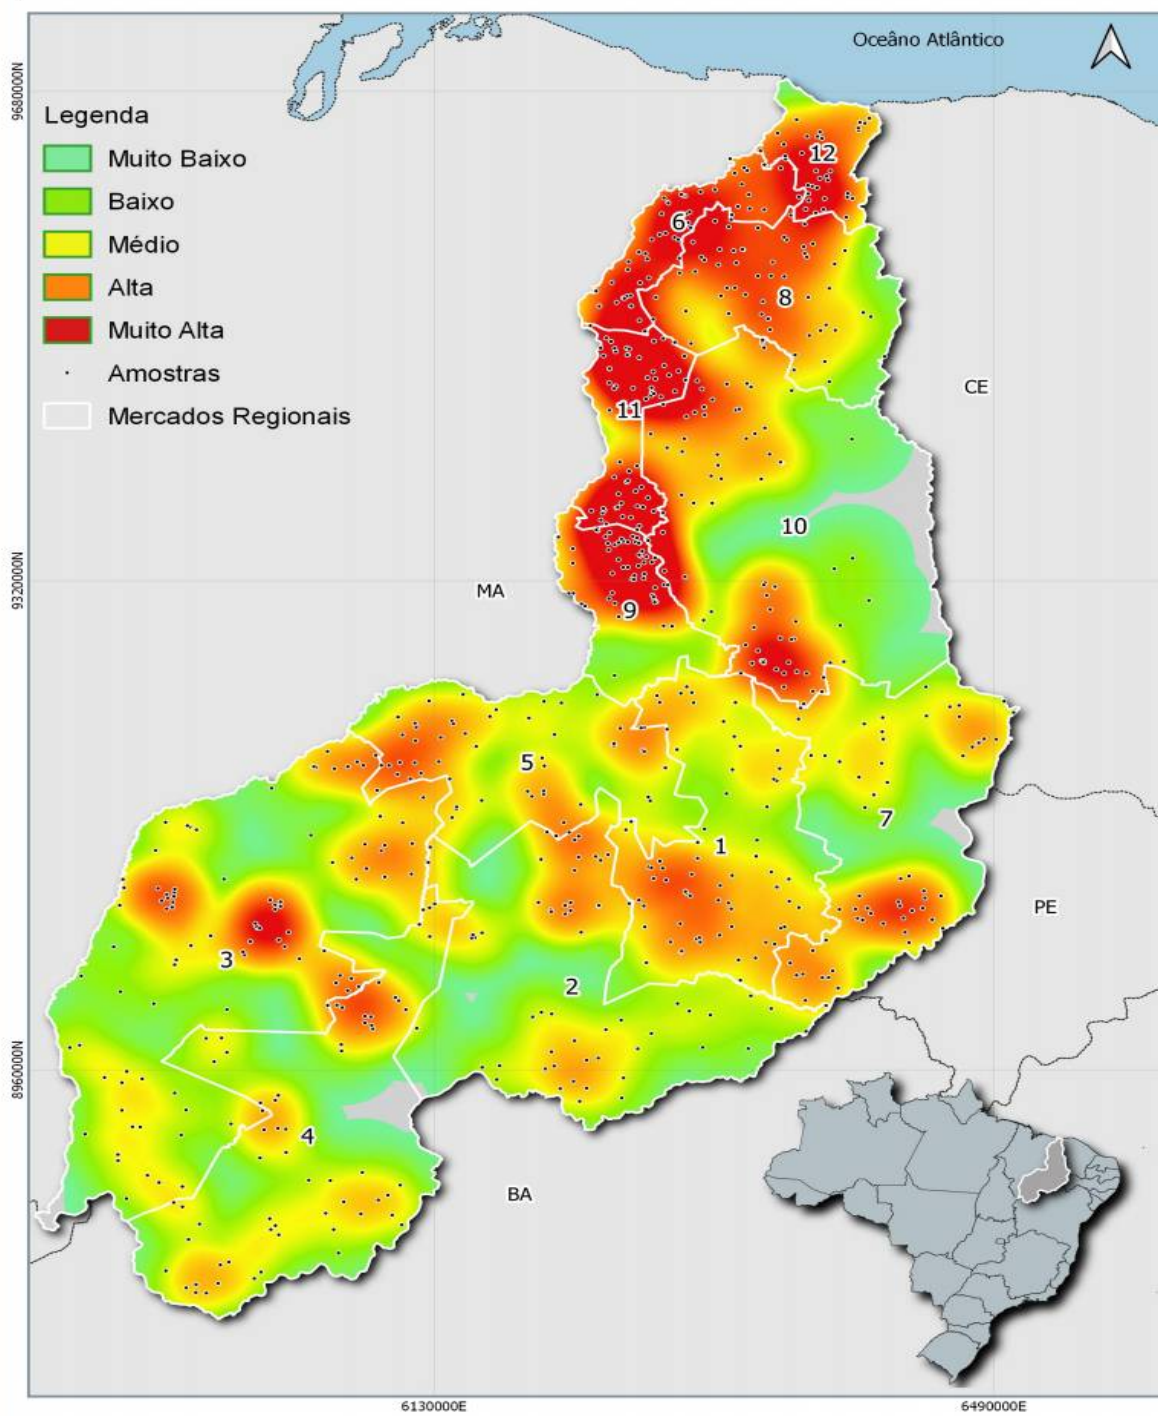 Oceâno Atlântico
9680000N
Legenda
Muito Baixo
Baixo
Médio
Alta
Muito Alta
Amostras
Mercados Regionais
12
6
8
CE
11
10
9320000N
MA
9
5
7
1
PE
3
2
8960000N
4
BA
6130000E
6490000E